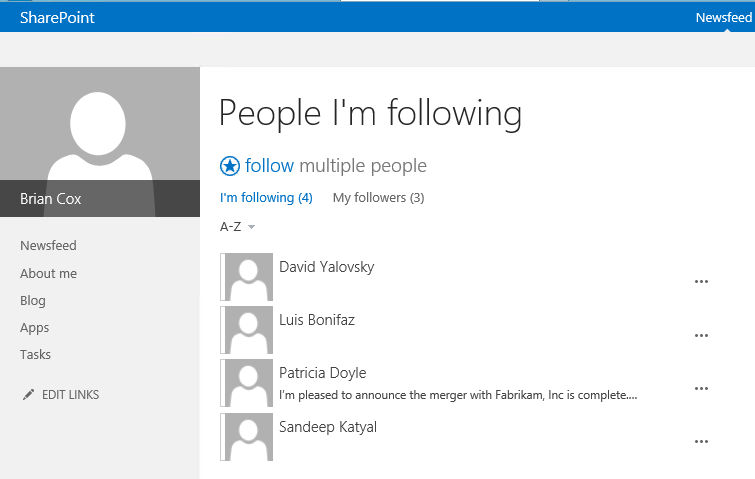 SharePoint
Newsfeed
People I'm following
follow multiple people
I'm following (4) My followers (3)
A-Z
Brian Cox
Newsfeed
About me
Blog
Apps
Tasks
EDIT LINKS
David Yalovsky
Luis Bonifaz
Patricia Doyle
I'm pleased to announce the merger with Fabrikam, Inc is complete....
Sandeep Katyal